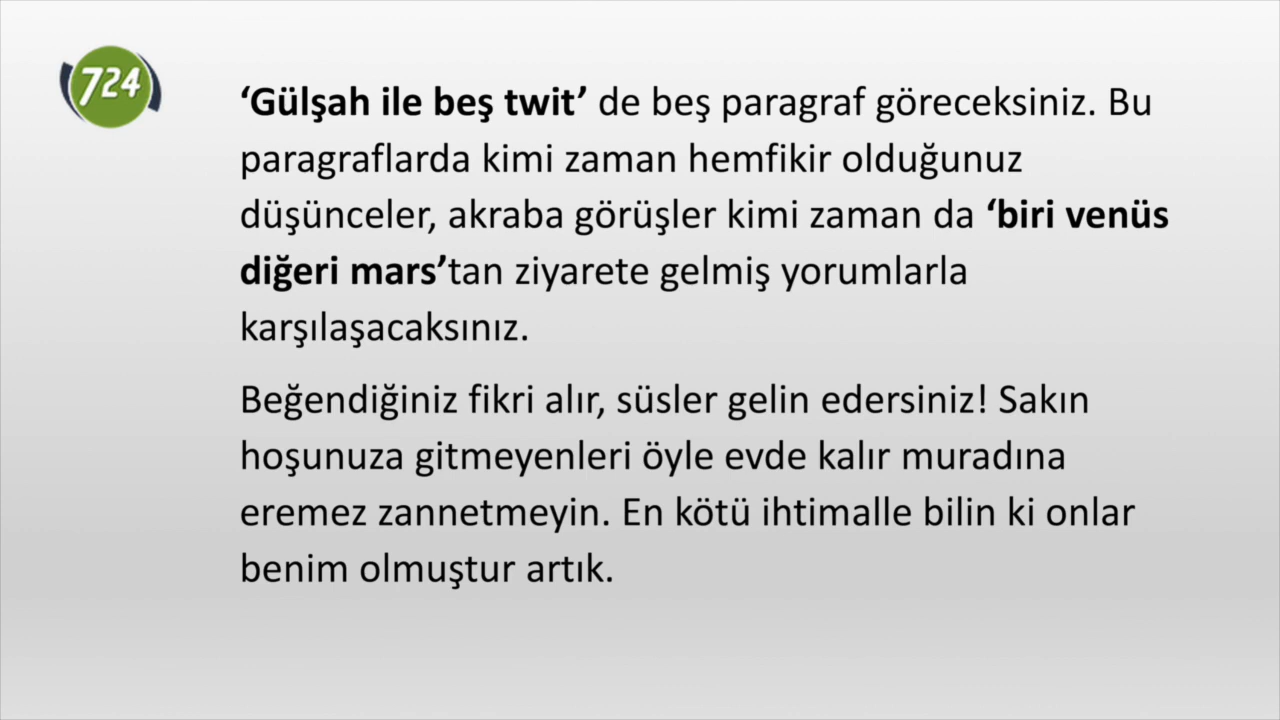 724
‘Gülşah ile beş twit’ de beş paragraf göreceksiniz. Bu
paragraflarda kimi zaman hemfikir olduğunuz
düşünceler, akraba görüşler kimi zaman da ‘biri venüs
diğeri mars’tan ziyarete gelmiş yorumlarla
karşılaşacaksınız.
Beğendiğiniz fikri alır, süsler gelin edersiniz! Sakın
hoşunuza gitmeyenleri öyle evde kalır muradına
eremez zannetmeyin. En kötü ihtimalle bilin ki onlar
benim olmuştur artık.